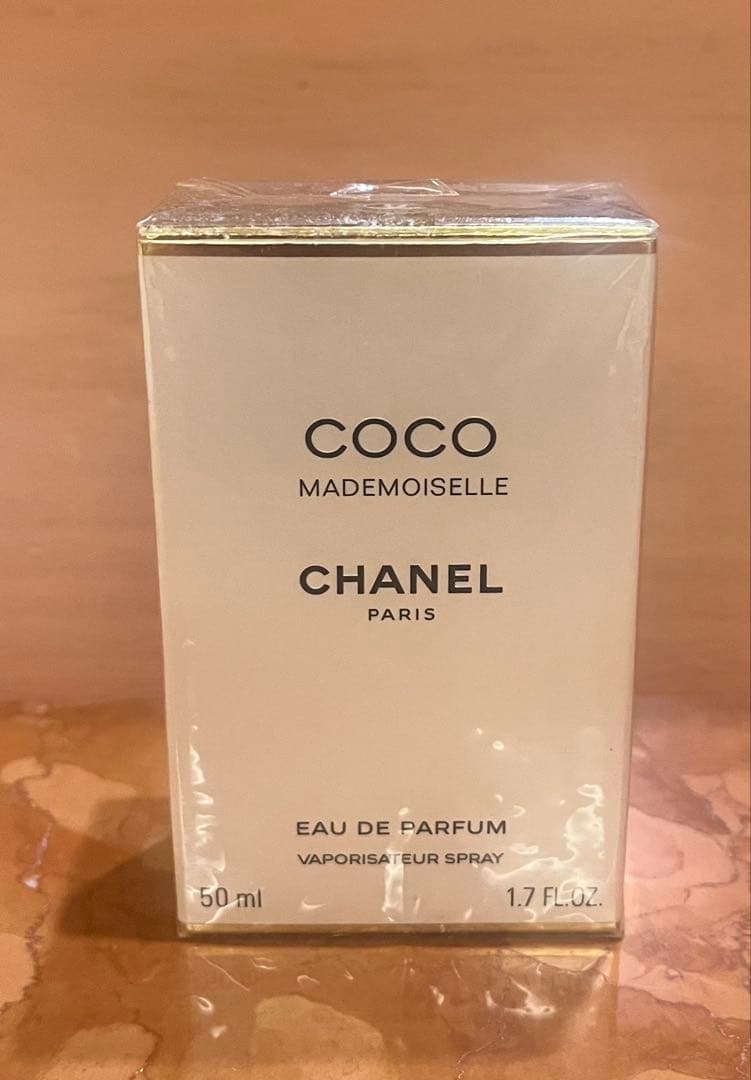 COCO
MADEMOISELLE
CHANEL
PARIS
EAU DE PARFUM
VAPORISATEUR SPRAY
50 ml
1.7 FL.OZ.